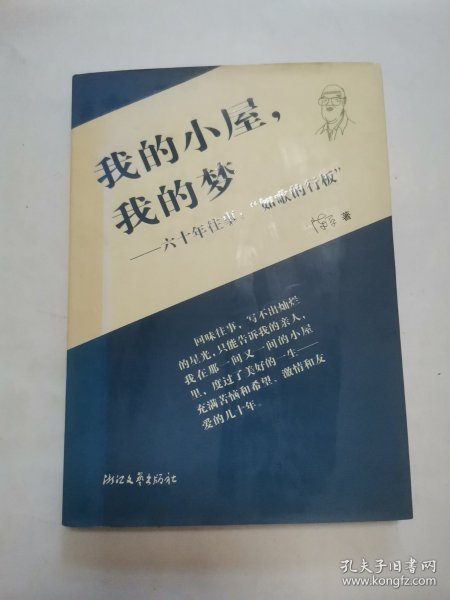 我的小屋，
我的梦
——六十年往事，“如歌的行板”
著
回味往事，写不出灿烂
的星光，只能告诉我的亲人，
我在那一间又一间的小屋
里，度过了美好的一生——
充满苦恼和希望、激情和友
爱的几十年。
浙江文艺出版社
孔夫子旧书网
www.kongfz.com